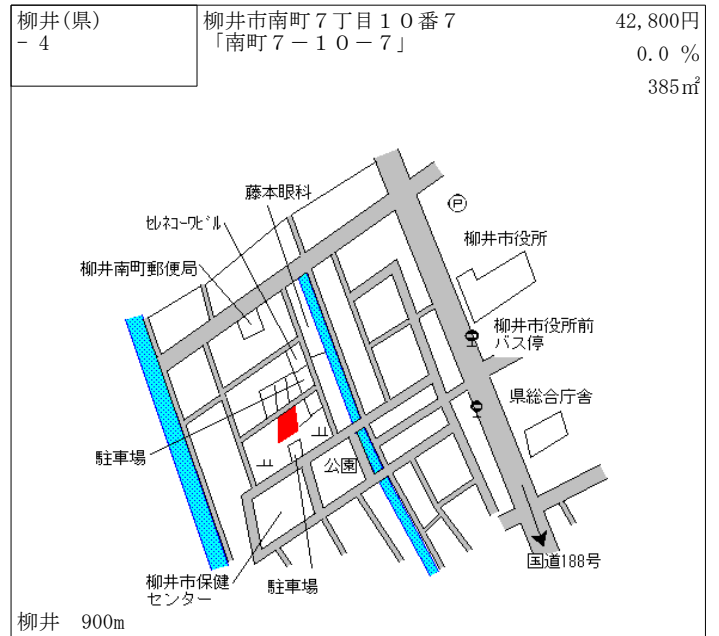 柳井(県)
－ 4
柳井市南町７丁目１０番７
「南町７－１０－７」
42,800円
0.0 %
385㎡
藤本眼科
ｾﾙﾈｺｰﾜﾋﾞﾙ
Ⓟ
柳井市役所
柳井南町郵便局
柳井市役所前
バス停
県総合庁舎
駐車場
公園
国道188号
柳井市保健
センター
駐車場
柳井　900m